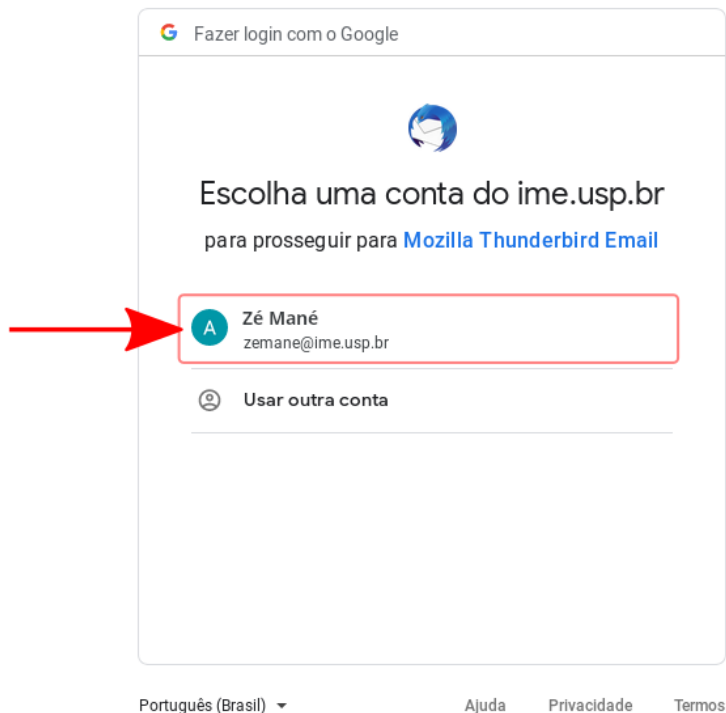 Fazer login com o Google
Escolha uma conta do ime.usp.br
para prosseguir para Mozilla Thunderbird Email
A
Zé Mané
zemane@ime.usp.br
Usar outra conta
Português (Brasil)
Ajuda
Privacidade
Termos